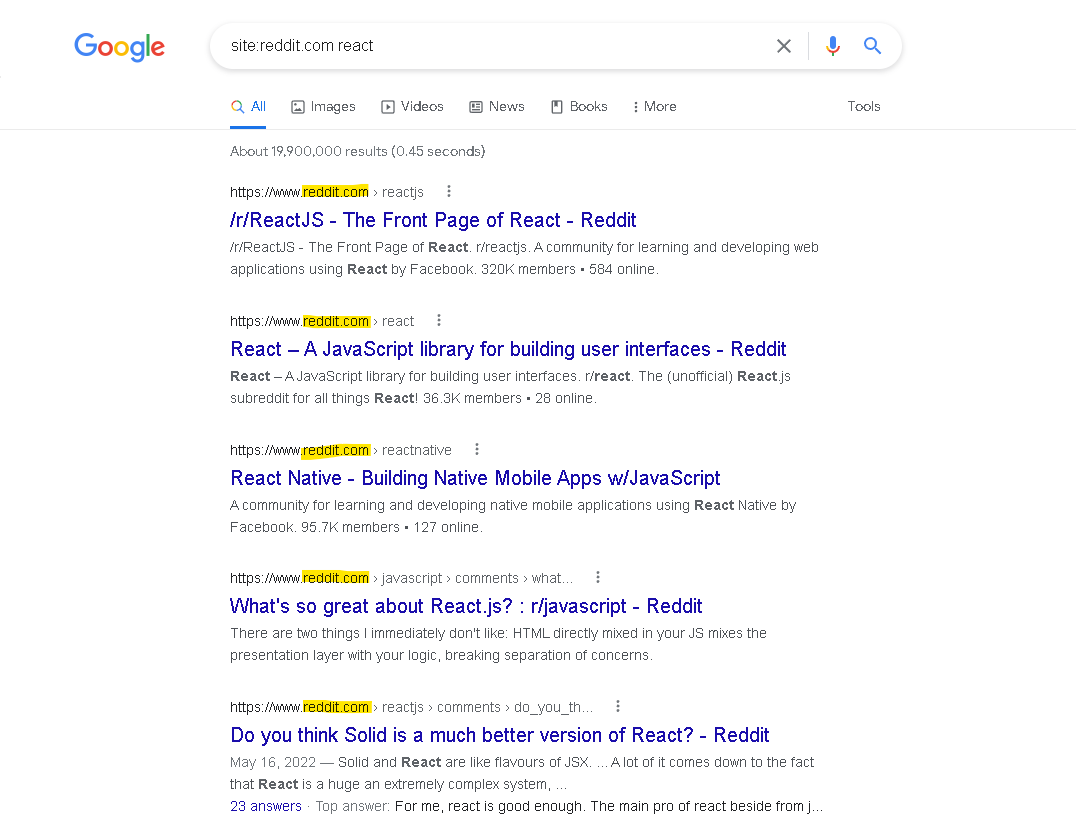 Google
site:reddit.com react
All Images Videos News Books More Tools
About 19,900,000 results (0.45 seconds)
https://www.reddit.com › reactjs
/r/ReactJS - The Front Page of React - Reddit
/r/ReactJS - The Front Page of React. r/reactjs. A community for learning and developing web
applications using React by Facebook. 320K members • 584 online.
https://www.reddit.com › react
React – A JavaScript library for building user interfaces - Reddit
React – A JavaScript library for building user interfaces. r/react. The (unofficial) React.js
subreddit for all things React! 36.3K members • 28 online.
https://www.reddit.com › reactnative
React Native - Building Native Mobile Apps w/JavaScript
A community for learning and developing native mobile applications using React Native by
Facebook. 95.7K members • 127 online.
https://www.reddit.com › javascript › comments › what...
What's so great about React.js? : r/javascript - Reddit
There are two things I immediately don't like: HTML directly mixed in your JS mixes the
presentation layer with your logic, breaking separation of concerns.
https://www.reddit.com › reactjs › comments › do_you_th...
Do you think Solid is a much better version of React? - Reddit
May 16, 2022 — Solid and React are like flavours of JSX. ... A lot of it comes down to the fact
that React is a huge an extremely complex system, ...
23 answers · Top answer: For me, react is good enough. The main pro of react beside from j...